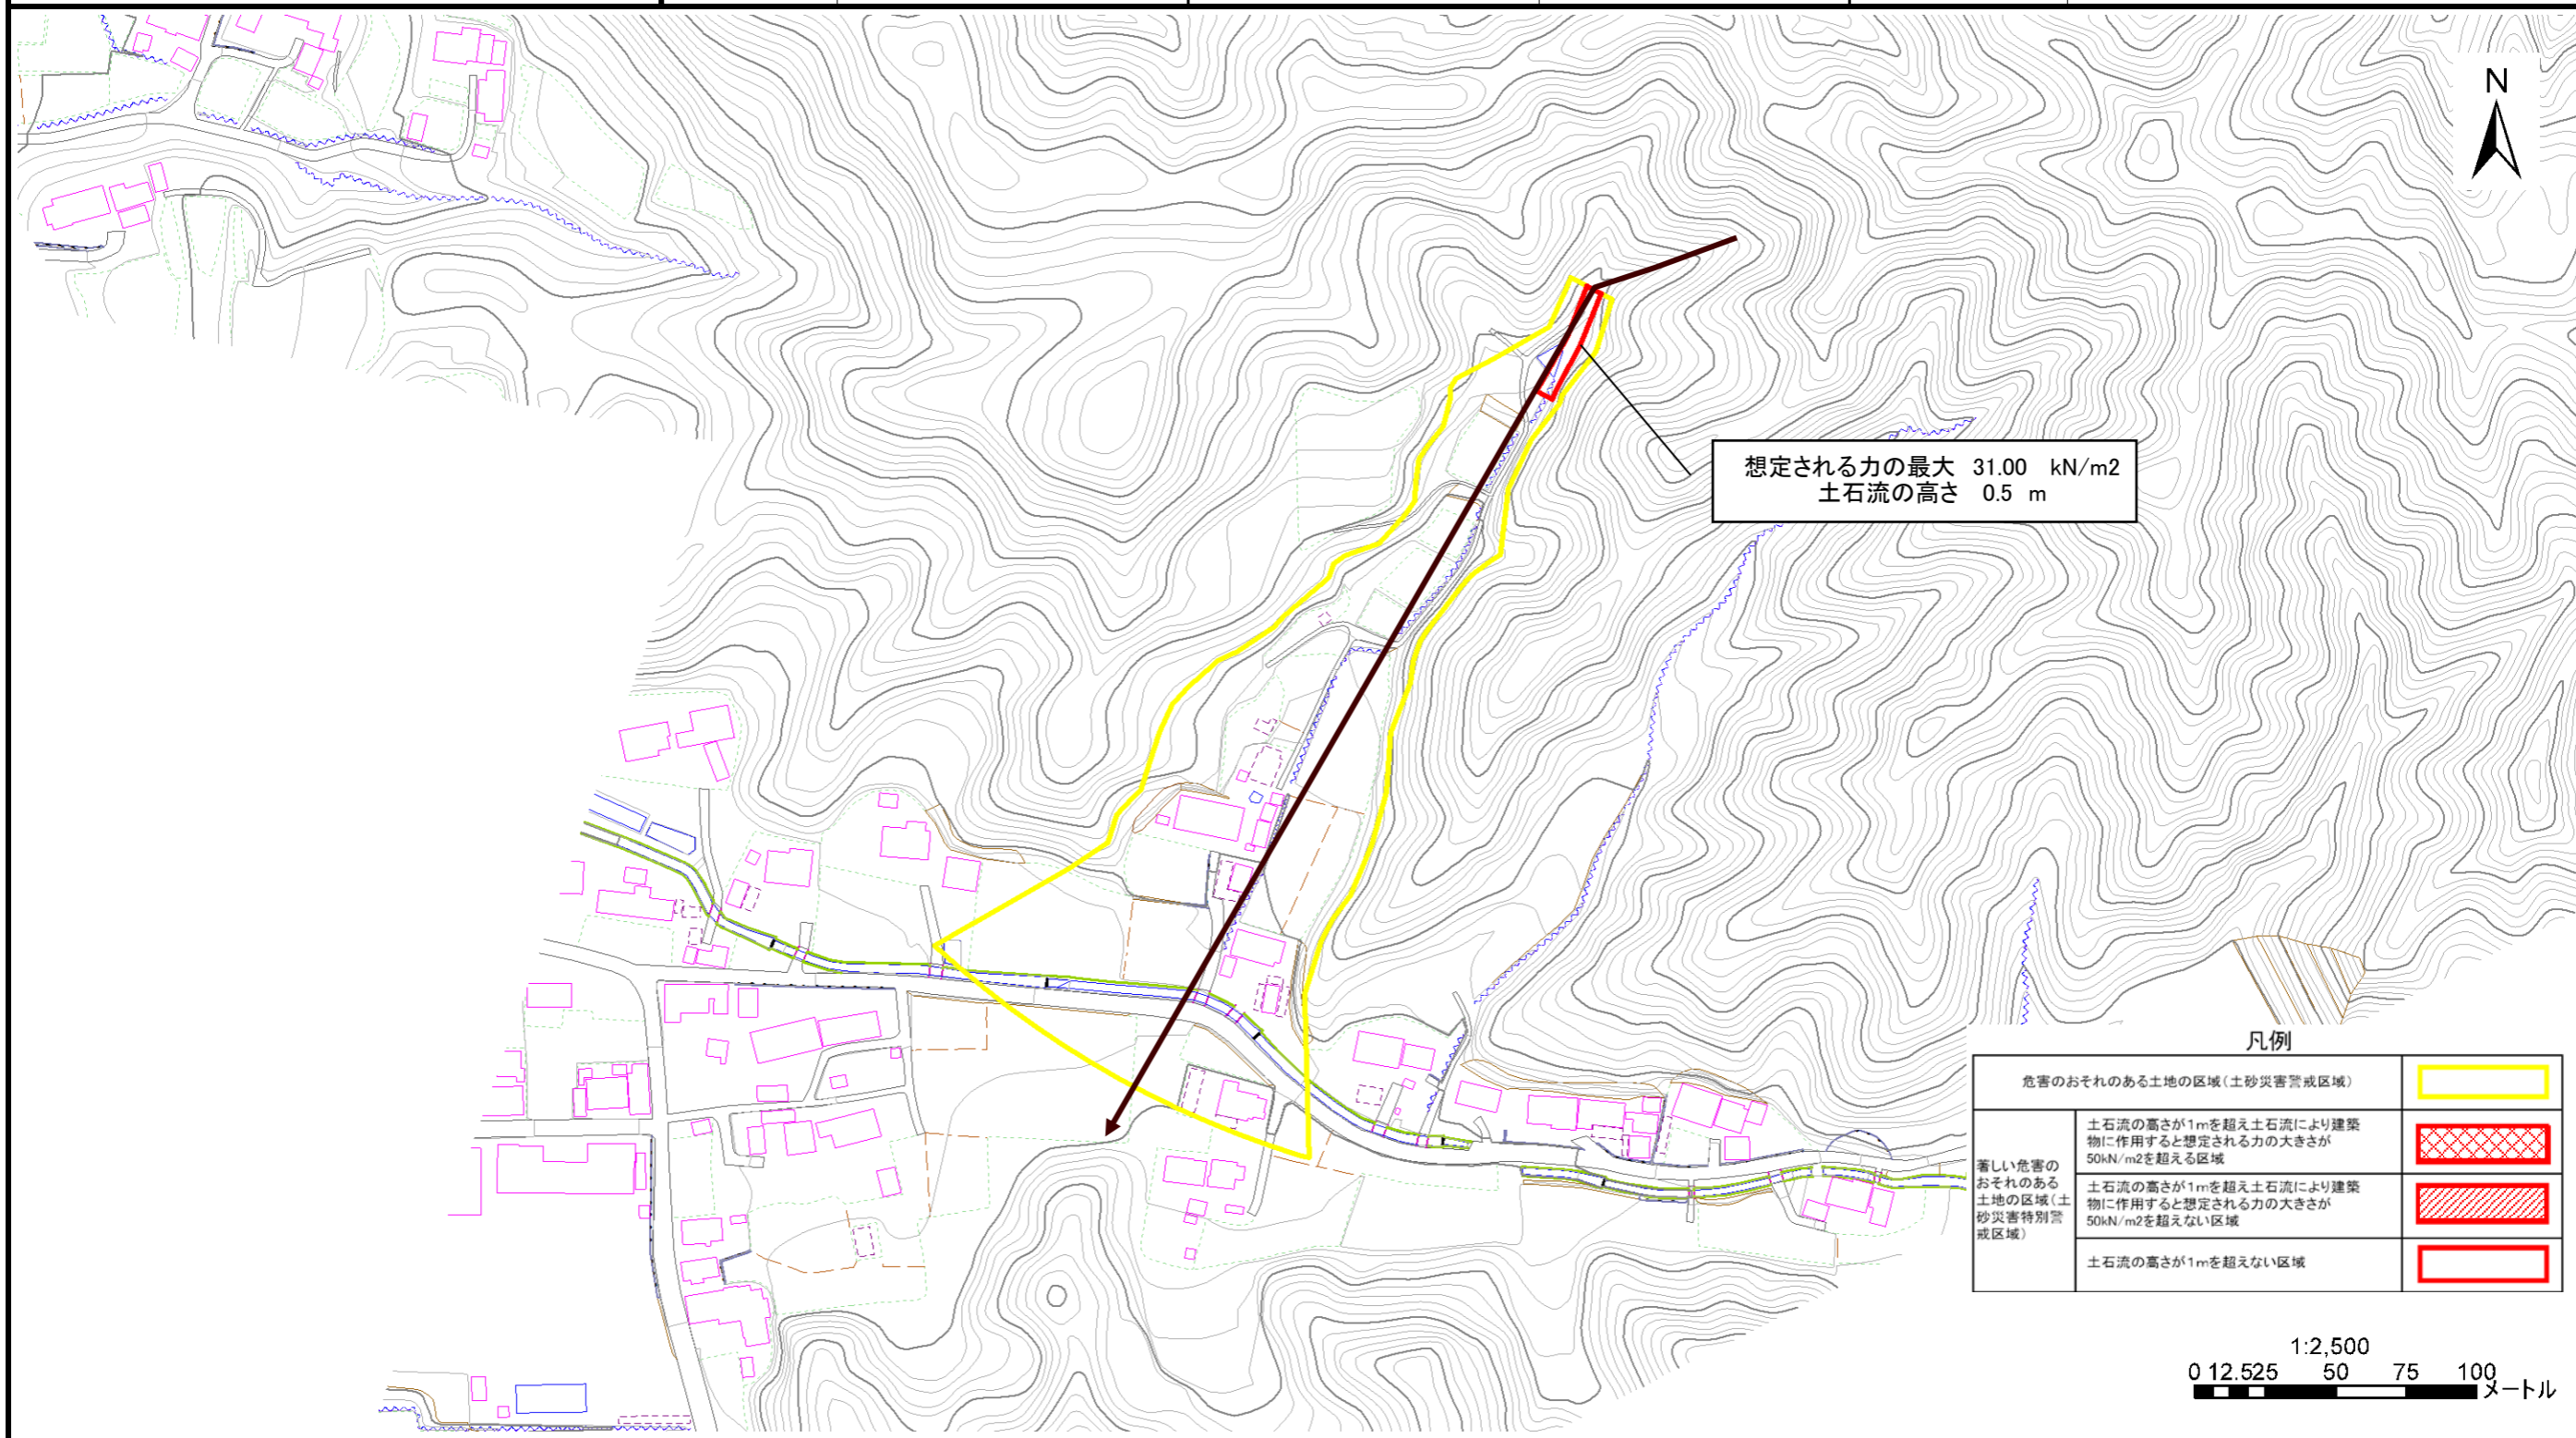 N
想定される力の最大 31.00 kN/m2
土石流の高さ 0.5 m
凡例
危害のおそれのある土地の区域(土砂災害警戒区域)
著しい危害の
おそれのある
土地の区域(土
砂災害特別警
戒区域)
土石流の高さが1mを超え土石流により建築
物に作用すると想定される力の大きさが
50kN/m2を超える区域
土石流の高さが1mを超え土石流により建築
物に作用すると想定される力の大きさが
50kN/m2を超えない区域
土石流の高さが1mを超えない区域
1:2,500
0 12.525 50 75 100
メートル